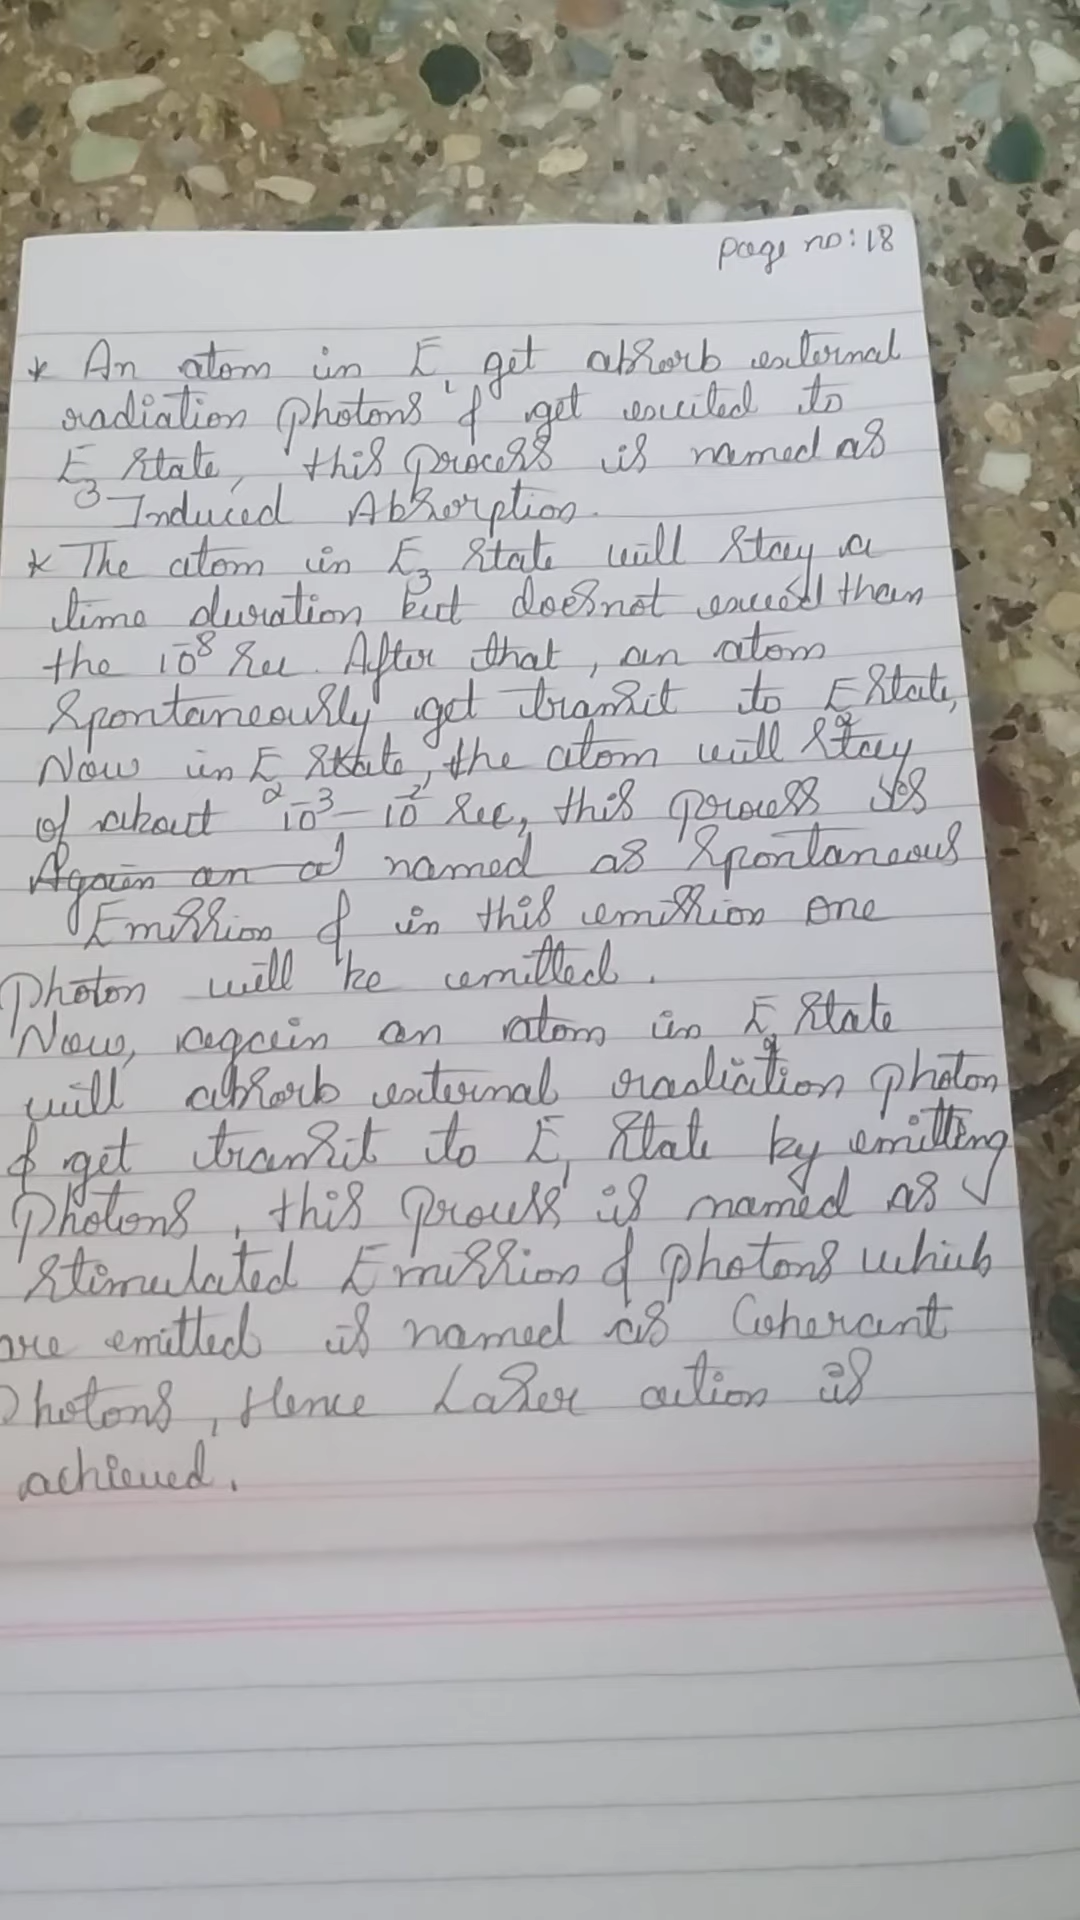 page no: 18
* An atom in E₁ get absorb external
radiation photons & get excited to
E₃ state, this process is named as
Induced Absorption.
* The atom in E₃ state will stay a
time duration but doesnot exceed than
the 10⁻⁸ sec. After that, an atom
spontaneously get transit to E₂ state,
Now in E₂ state, the atom will stay
of about 10⁻³ - 10⁻² sec, this process is
Again an a named as Spontaneous
Emission & in this emission one
photon will be emitted.
Now, again an atom in E₂ state
will absorb external radiation photon
& get transit to E₁ state by emitting
photons, this process is named as
Stimulated Emission & photons which
are emitted is named as Coherant
Photons, Hence Laser action is
achieved.